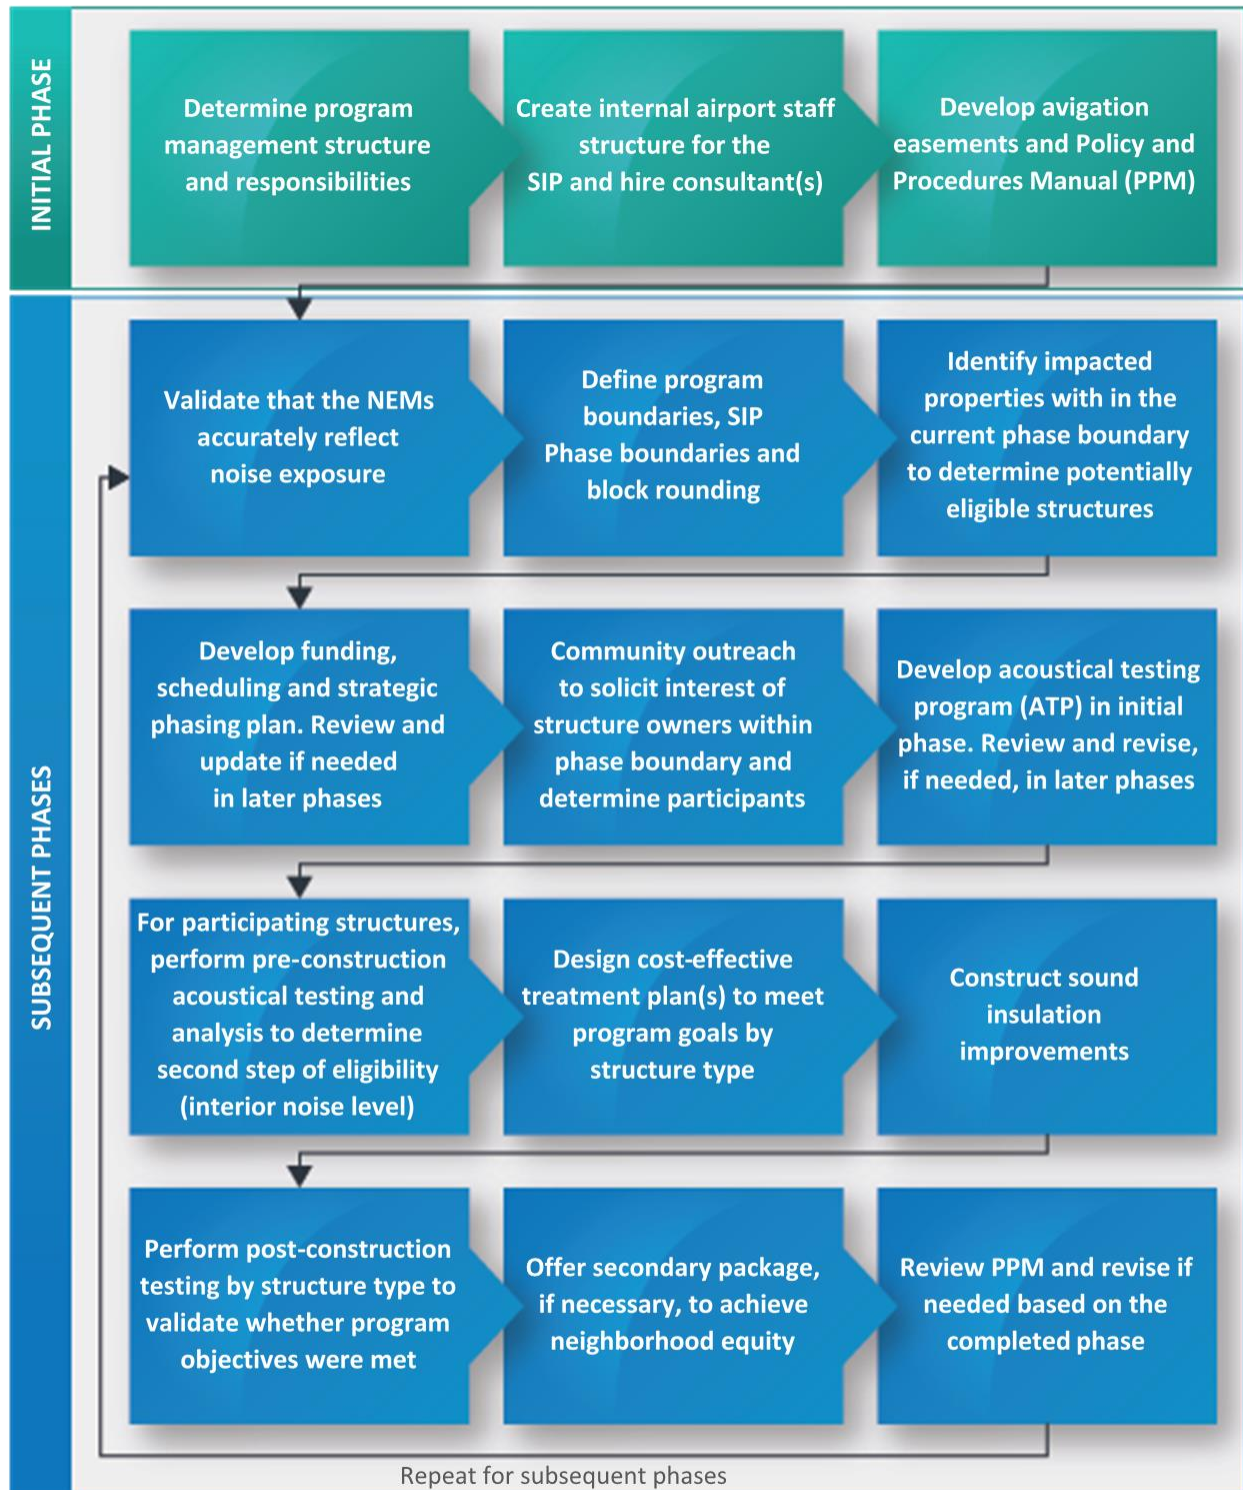 INITIAL PHASE
Determine program
management structure
and responsibilities
Create internal airport staff
structure for the
SIP and hire consultant(s)
Develop avigation
easements and Policy and
Procedures Manual (PPM)
SUBSEQUENT PHASES
Validate that the NEMs
accurately reflect
noise exposure
Define program
boundaries, SIP
Phase boundaries and
block rounding
Identify impacted
properties with in the
current phase boundary
to determine potentially
eligible structures
Develop funding,
scheduling and strategic
phasing plan. Review and
update if needed
in later phases
Community outreach
to solicit interest of
structure owners within
phase boundary and
determine participants
Develop acoustical testing
program (ATP) in initial
phase. Review and revise,
if needed, in later phases
For participating structures,
perform pre-construction
acoustical testing and
analysis to determine
second step of eligibility
(interior noise level)
Design cost-effective
treatment plan(s) to meet
program goals by
structure type
Construct sound
insulation
improvements
Perform post-construction
testing by structure type to
validate whether program
objectives were met
Offer secondary package,
if necessary, to achieve
neighborhood equity
Review PPM and revise if
needed based on the
completed phase
Repeat for subsequent phases